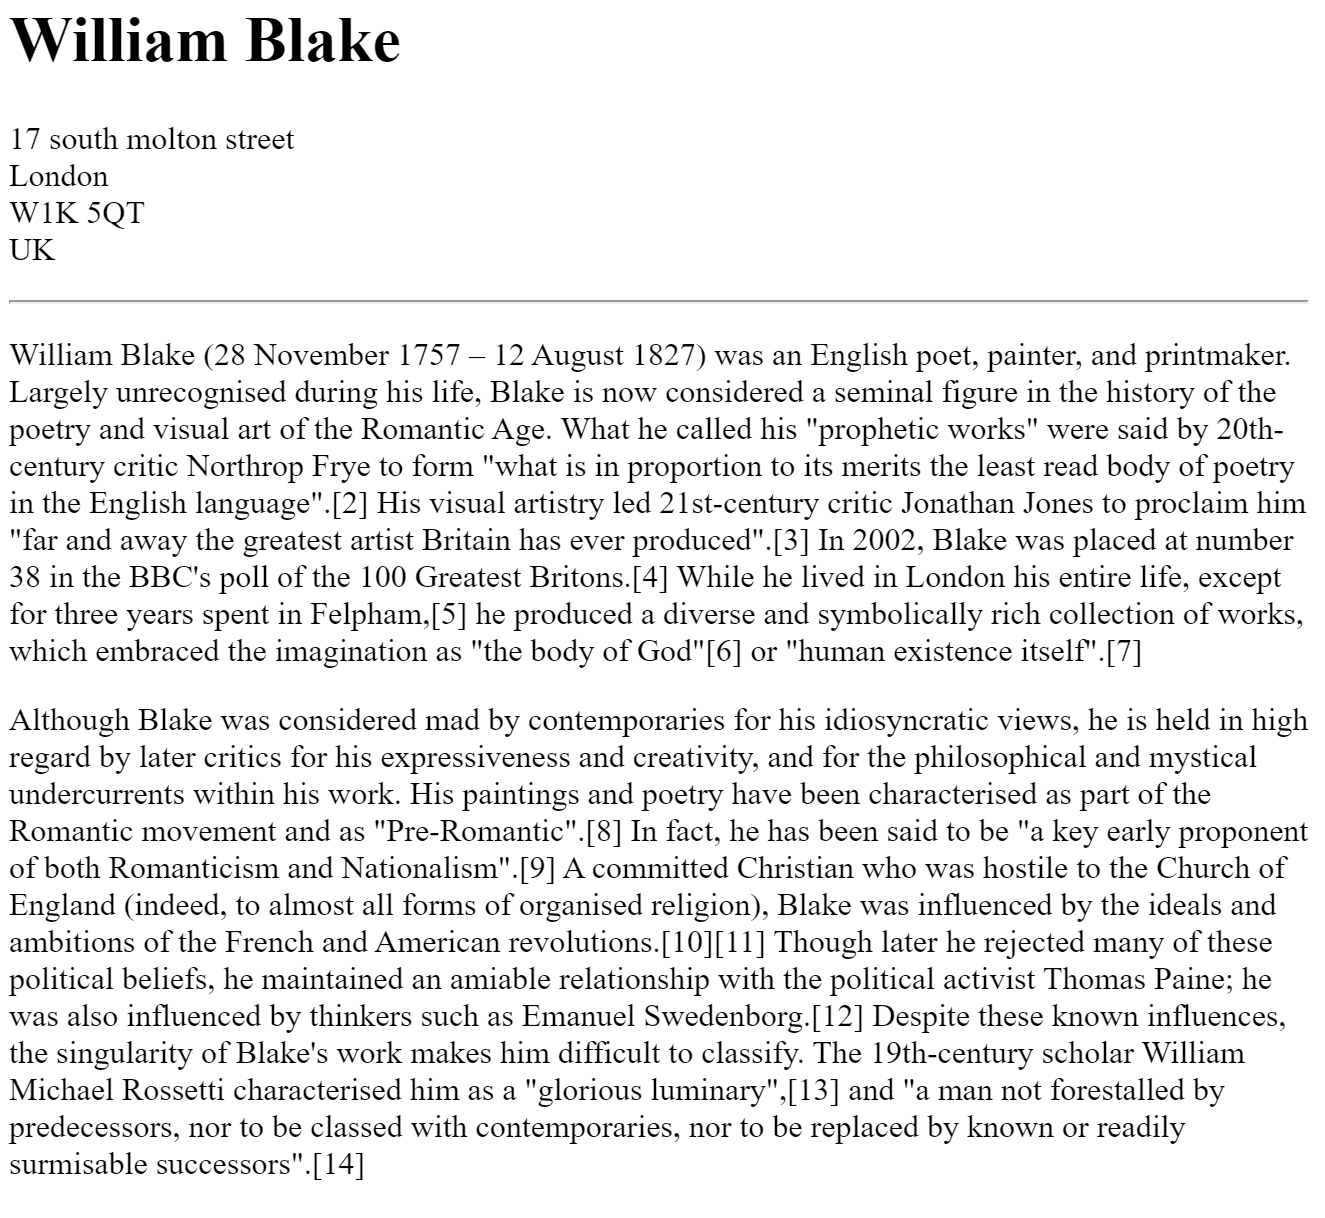 William Blake
17 south molton street
London
W1K 5QT
UK
William Blake (28 November 1757 – 12 August 1827) was an English poet, painter, and printmaker.
Largely unrecognised during his life, Blake is now considered a seminal figure in the history of the
poetry and visual art of the Romantic Age. What he called his "prophetic works" were said by 20th-
century critic Northrop Frye to form "what is in proportion to its merits the least read body of poetry
in the English language".[2] His visual artistry led 21st-century critic Jonathan Jones to proclaim him
"far and away the greatest artist Britain has ever produced".[3] In 2002, Blake was placed at number
38 in the BBC's poll of the 100 Greatest Britons.[4] While he lived in London his entire life, except
for three years spent in Felpham,[5] he produced a diverse and symbolically rich collection of works,
which embraced the imagination as "the body of God"[6] or "human existence itself".[7]
Although Blake was considered mad by contemporaries for his idiosyncratic views, he is held in high
regard by later critics for his expressiveness and creativity, and for the philosophical and mystical
undercurrents within his work. His paintings and poetry have been characterised as part of the
Romantic movement and as "Pre-Romantic".[8] In fact, he has been said to be "a key early proponent
of both Romanticism and Nationalism".[9] A committed Christian who was hostile to the Church of
England (indeed, to almost all forms of organised religion), Blake was influenced by the ideals and
ambitions of the French and American revolutions.[10][11] Though later he rejected many of these
political beliefs, he maintained an amiable relationship with the political activist Thomas Paine; he
was also influenced by thinkers such as Emanuel Swedenborg.[12] Despite these known influences,
the singularity of Blake's work makes him difficult to classify. The 19th-century scholar William
Michael Rossetti characterised him as a "glorious luminary",[13] and "a man not forestalled by
predecessors, nor to be classed with contemporaries, nor to be replaced by known or readily
surmisable successors".[14]